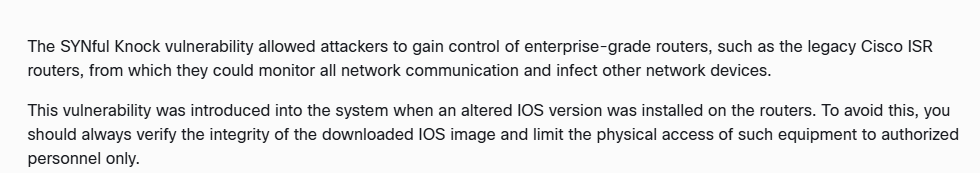 The SYNful Knock vulnerability allowed attackers to gain control of enterprise-grade routers, such as the legacy Cisco ISR
routers, from which they could monitor all network communication and infect other network devices.
This vulnerability was introduced into the system when an altered IOS version was installed on the routers. To avoid this, you
should always verify the integrity of the downloaded IOS image and limit the physical access of such equipment to authorized
personnel only.